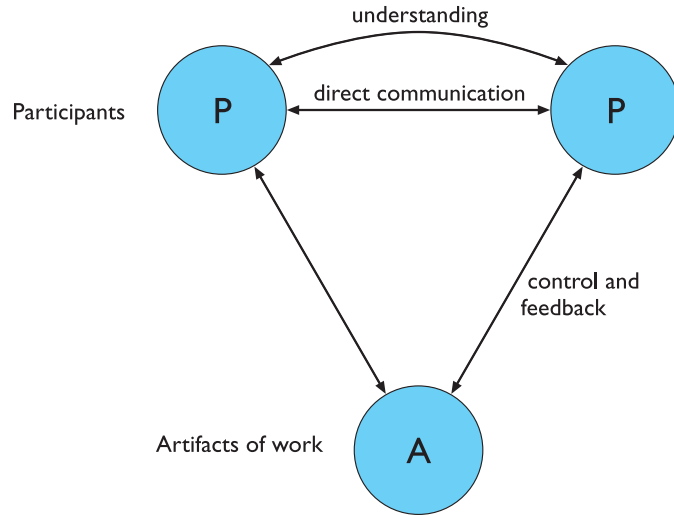 understanding
direct communication
Participants
P
P
control and
feedback
Artifacts of work
A